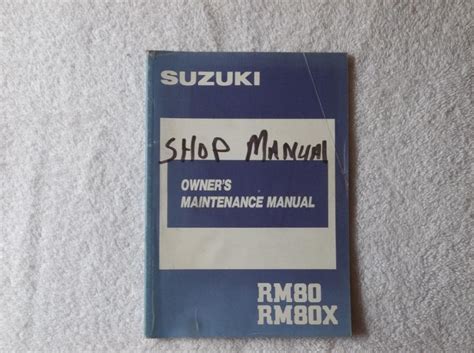 SUZUKI
SHOP MANUAL
OWNER'S
MAINTENANCE MANUAL
RM80
RM80X